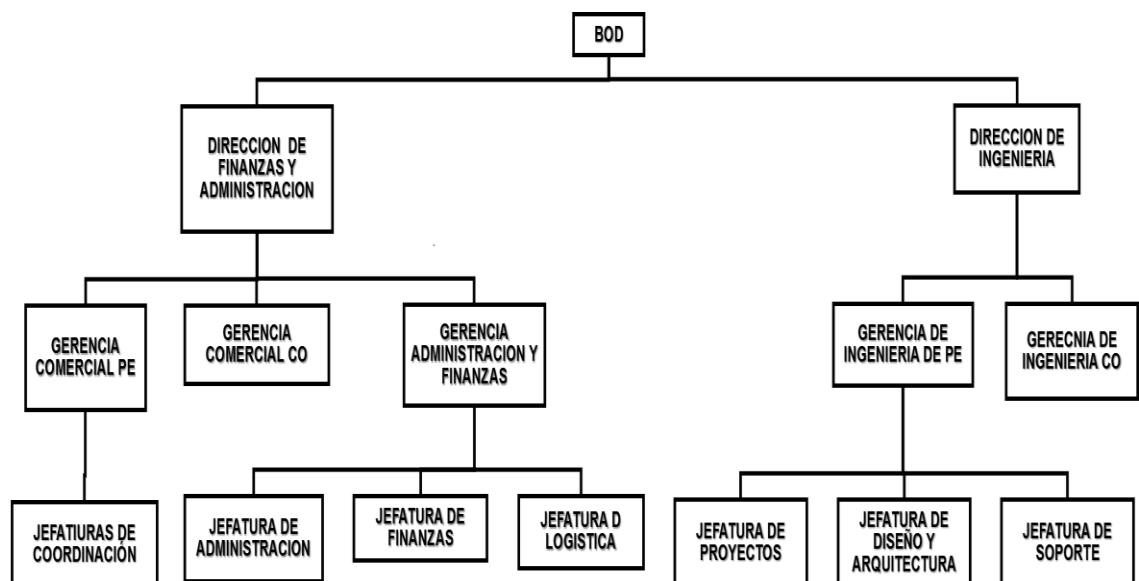 BOD
DIRECCION DE
FINANZAS Y
ADMINISTRACION
DIRECCION DE
INGENIERIA
GERENCIA
COMERCIAL PE
GERENCIA
COMERCIAL CO
GERENCIA
ADMINISTRACION Y
FINANZAS
GERENCIA DE
INGENIERIA DE PE
GERECNIA DE
INGENIERIA CO
JEFATIURAS DE
COORDINACIÓN
JEFATURA DE
ADMINISTRACION
JEFATURA DE
FINANZAS
JEFATURA D
LOGISTICA
JEFATURA DE
PROYECTOS
JEFATURA DE
DISEÑO Y
ARQUITECTURA
JEFATURA DE
SOPORTE